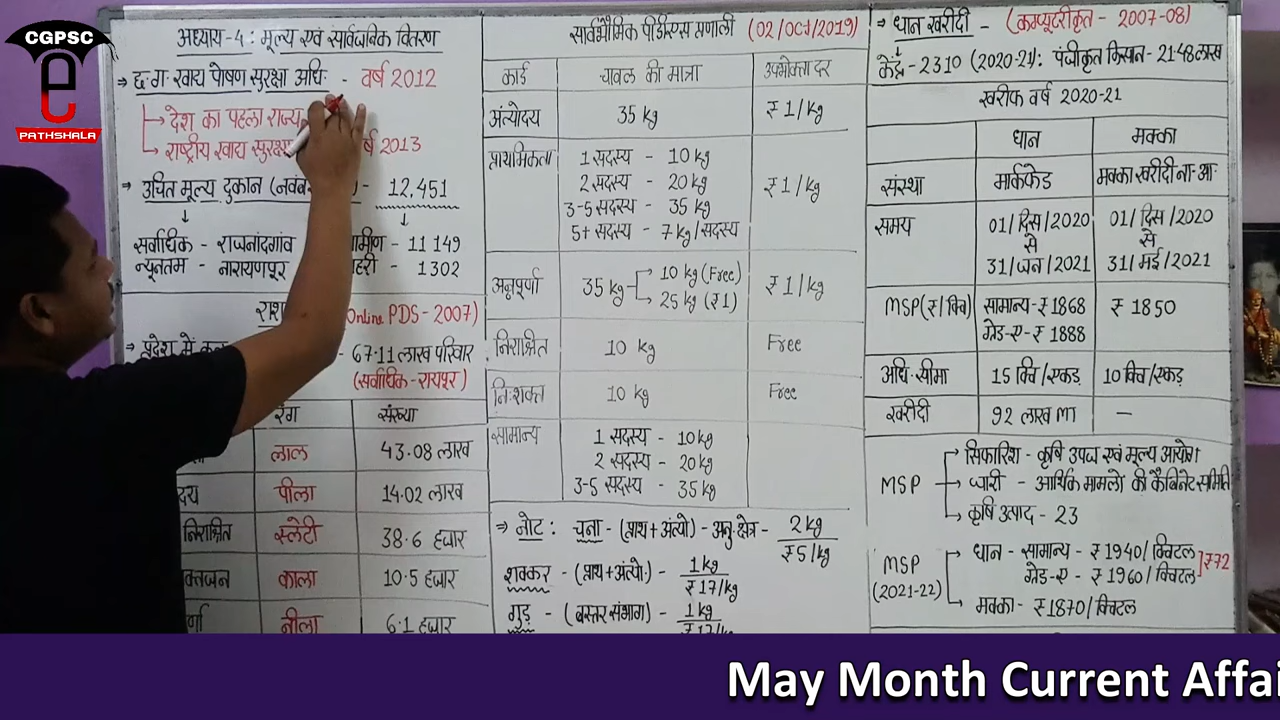 CGPSC
e
PATHSHALA
अध्याय-4 : मूल्य एवं सार्वजनिक वितरण
→ छ.ग. खाद्य पोषण सुरक्षा अधि. - वर्ष 2012
→ देश का पहला राज्य
→ राष्ट्रीय खाद्य सुरक्षा र्ष 2013
→ उचित मूल्य दुकान (नवंब - 12,451
सर्वाधिक - राजनांदगांव ग्रामीण - 11149
न्यूनतम - नारायणपुर शहरी - 1302
राश Online PDS - 2007)
→ प्रदेश में कुल - 67.11 लाख परिवार
(सर्वाधिक - रायपुर)
रंग संख्या
लाल 43.08 लाख
दय पीला 14.02 लाख
निराश्रित स्लेटी 38.6 हजार
क्तजन काला 10.5 हजार
र्णा नीला 6.1 हजार
सार्वभौमिक पीडीएस प्रणाली (02/Oct/2019)
कार्ड चावल की मात्रा उपभोक्ता दर
अंत्योदय 35 kg ₹ 1/kg
प्राथमिकता 1 सदस्य - 10 kg
2 सदस्य - 20 kg ₹ 1/kg
3-5 सदस्य - 35 kg
5+ सदस्य - 7 kg/सदस्य
अन्नपूर्णा 35 kg → 10 kg (Free) ₹ 1/kg
→ 25 kg (₹1)
निराश्रित 10 kg Free
निःशक्त 10 kg Free
सामान्य 1 सदस्य - 10 kg
2 सदस्य - 20 kg
3-5 सदस्य - 35 kg
⇒ नोट : चना - (प्राथ + अंत्यो) - अनु. क्षेत्र - 2 kg
₹5/kg
शक्कर - (प्राथ + अंत्यो.) - 1 kg
₹ 17/kg
गुड़ - (बस्तर संभाग) - 1 kg
₹ 17/kg
→ धान खरीदी - (कम्प्यूटरीकृत - 2007-08)
केंद्र - 2310 (2020-21) : पंजीकृत किसान - 21.48 लाख
खरीफ वर्ष 2020-21
धान मक्का
संस्था मार्कफेड मक्का खरीदी ना. आ.
समय 01/दिस/2020 01/दिस/2020
से से
31/जन/2021 31/मई/2021
MSP (₹/क्विं) सामान्य - ₹ 1868 ₹ 1850
ग्रेड-ए - ₹ 1888
अधि. सीमा 15 क्विं/एकड़ 10 क्विं/एकड़
खरीदी 92 लाख MT —
→ सिफारिश - कृषि उपज एवं मूल्य आयोग
MSP → जारी - आर्थिक मामलों की कैबिनेट समिति
→ कृषि उत्पाद - 23
MSP → धान - सामान्य - ₹ 1940/क्विंटल
(2021-22) ग्रेड-ए - ₹ 1960/क्विंटल ] ₹72
→ मक्का - ₹ 1870/क्विंटल
May Month Current Affai